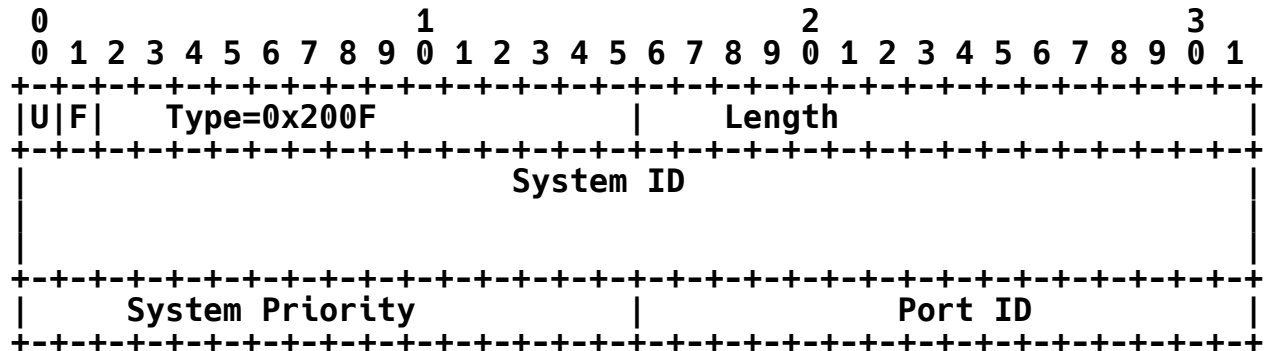 0                   1                   2                   3
 0 1 2 3 4 5 6 7 8 9 0 1 2 3 4 5 6 7 8 9 0 1 2 3 4 5 6 7 8 9 0 1
+-+-+-+-+-+-+-+-+-+-+-+-+-+-+-+-+-+-+-+-+-+-+-+-+-+-+-+-+-+-+-+-+
|U|F|   Type=0x200F             |    Length                     |
+-+-+-+-+-+-+-+-+-+-+-+-+-+-+-+-+-+-+-+-+-+-+-+-+-+-+-+-+-+-+-+-+
|                         System ID                             |
|                                                               |
|                                                               |
+-+-+-+-+-+-+-+-+-+-+-+-+-+-+-+-+-+-+-+-+-+-+-+-+-+-+-+-+-+-+-+-+
|     System Priority           |             Port ID           |
+-+-+-+-+-+-+-+-+-+-+-+-+-+-+-+-+-+-+-+-+-+-+-+-+-+-+-+-+-+-+-+-+